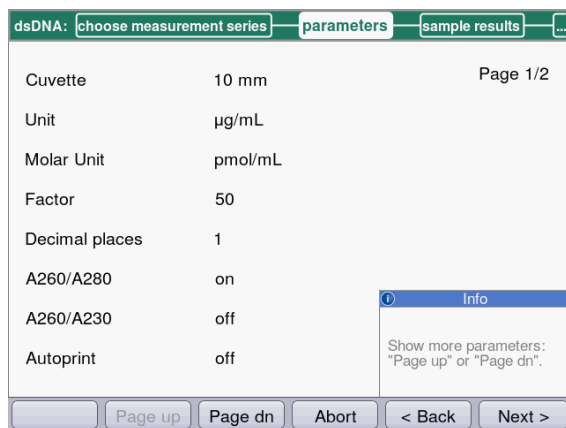 dsDNA: choose measurement series parameters sample results ...
Page 1/2
Cuvette 10 mm
Unit µg/mL
Molar Unit pmol/mL
Factor 50
Decimal places 1
A260/A280 on
A260/A230 off
Autoprint off
Info
Show more parameters:
"Page up" or "Page dn".
Page up Page dn Abort < Back Next >